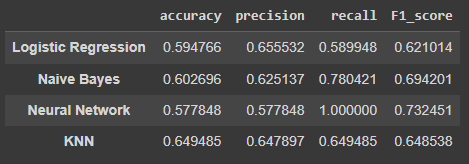 accuracy precision recall F1_score
Logistic Regression 0.594766 0.655532 0.589948 0.621014
Naive Bayes 0.602696 0.625137 0.780421 0.694201
Neural Network 0.577848 0.577848 1.000000 0.732451
KNN 0.649485 0.647897 0.649485 0.648538